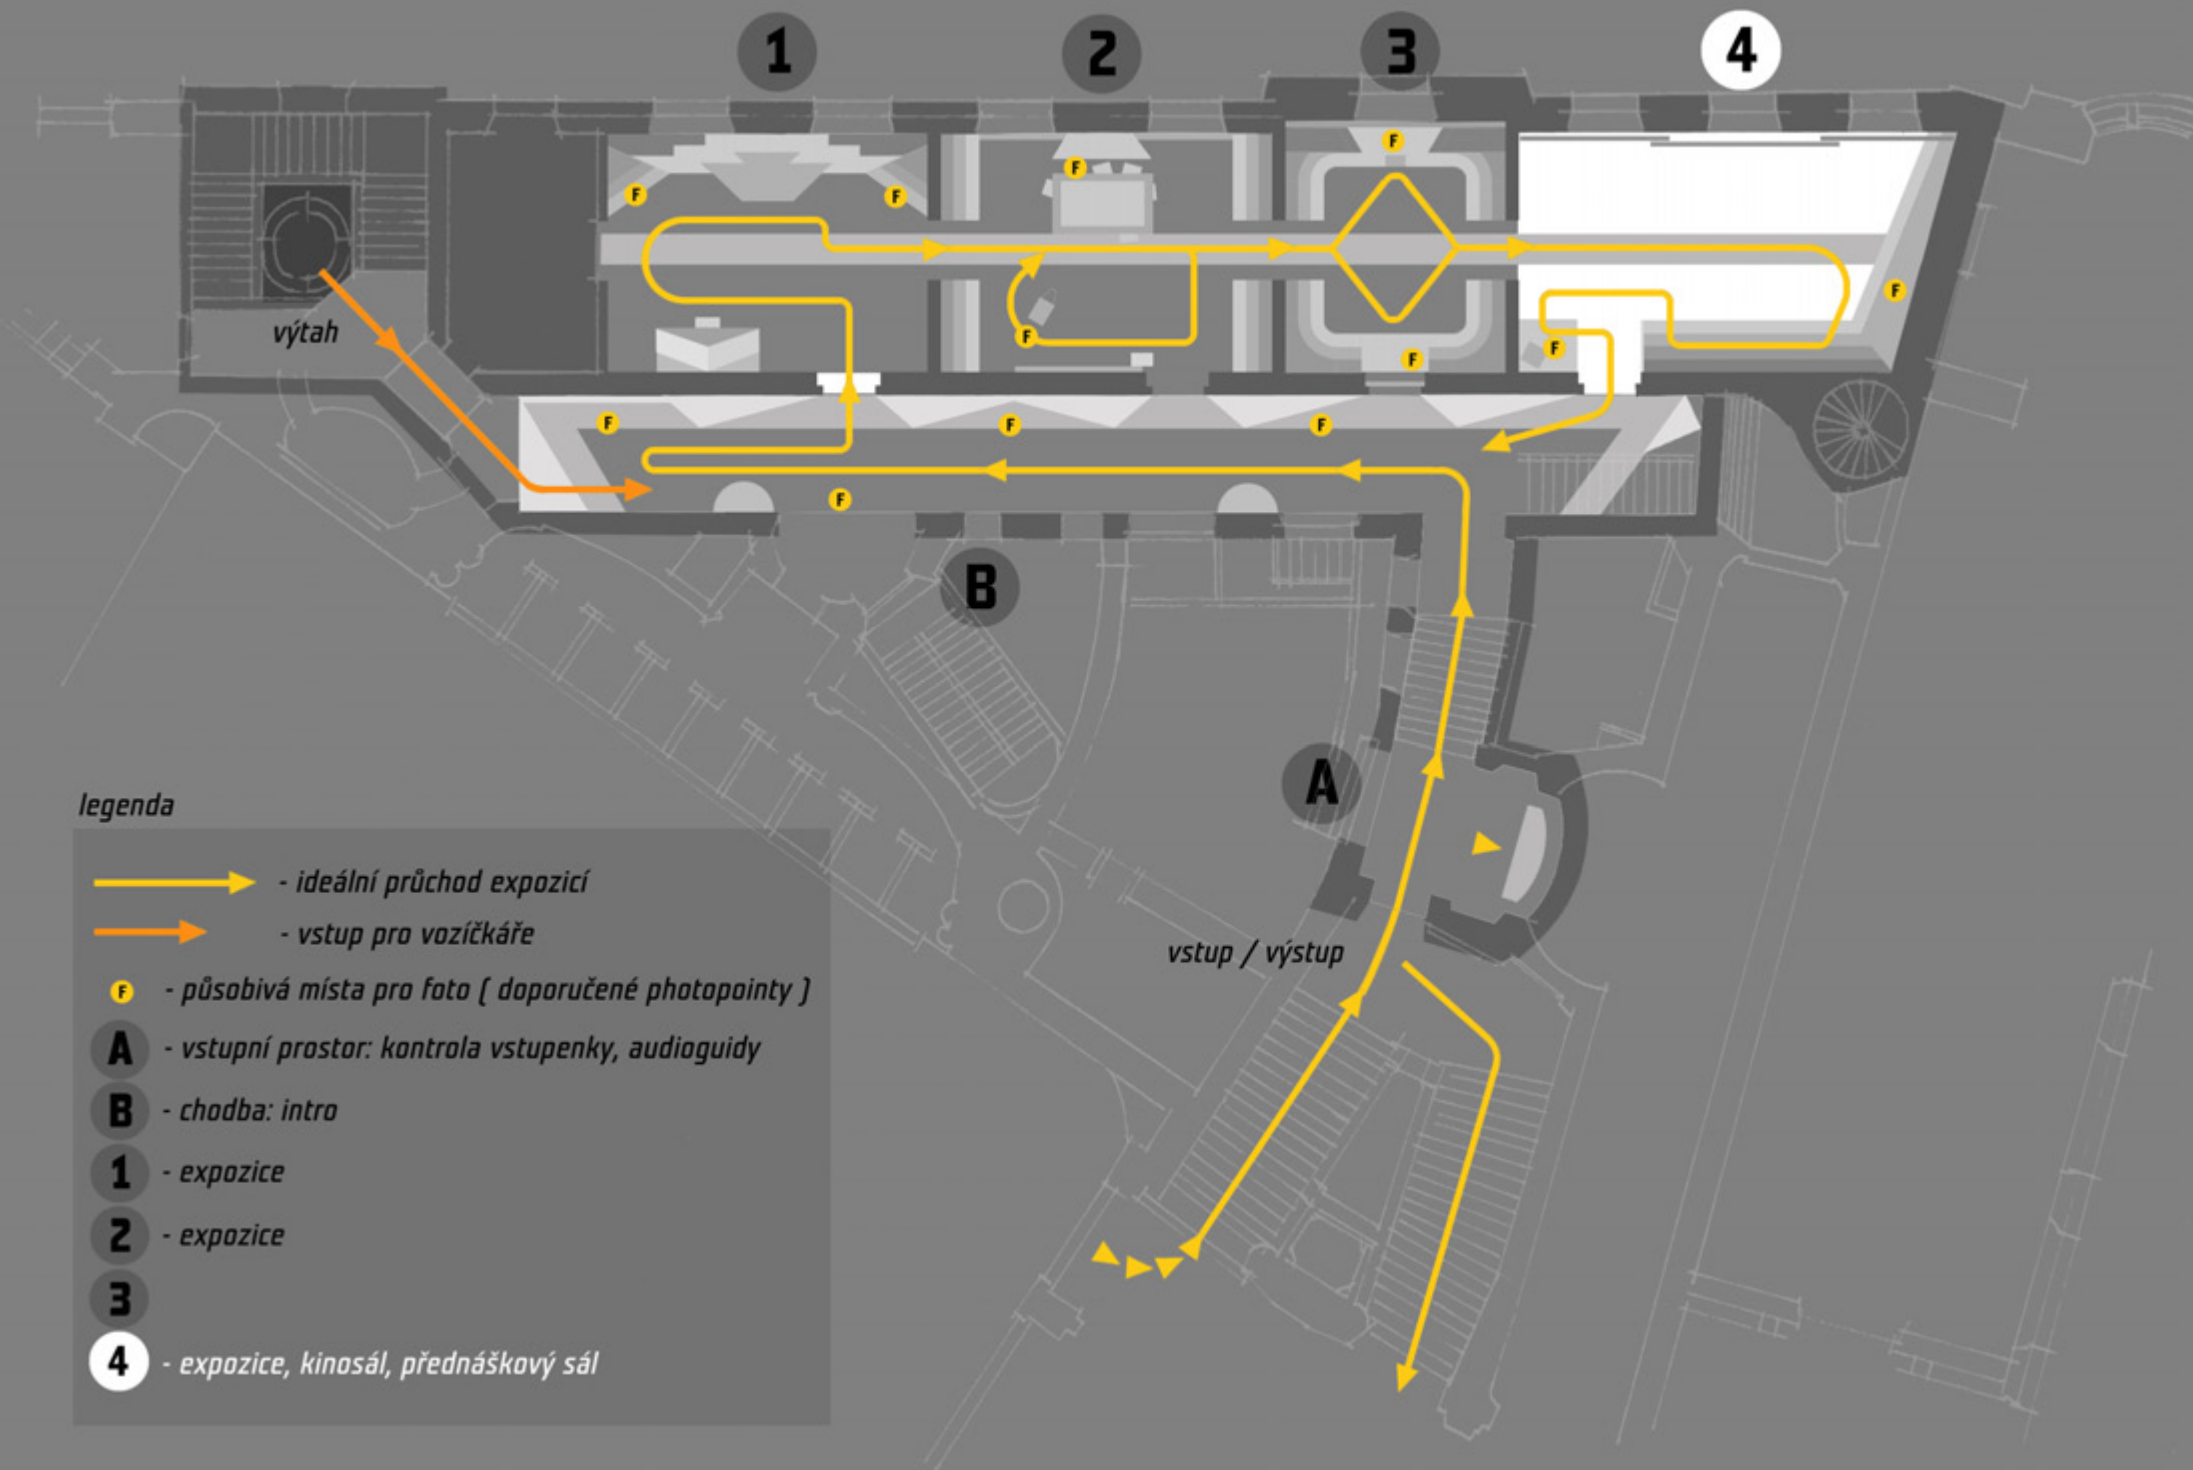 1
2
3
4
F
F
F
F
F
F
F
F
F
F
F
F
F
výtah
B
A
vstup / výstup
legenda
- ideální průchod expozicí
- vstup pro vozíčkáře
F - působivá místa pro foto ( doporučené photopointy )
A - vstupní prostor: kontrola vstupenky, audioguidy
B - chodba: intro
1 - expozice
2 - expozice
3
4 - expozice, kinosál, přednáškový sál